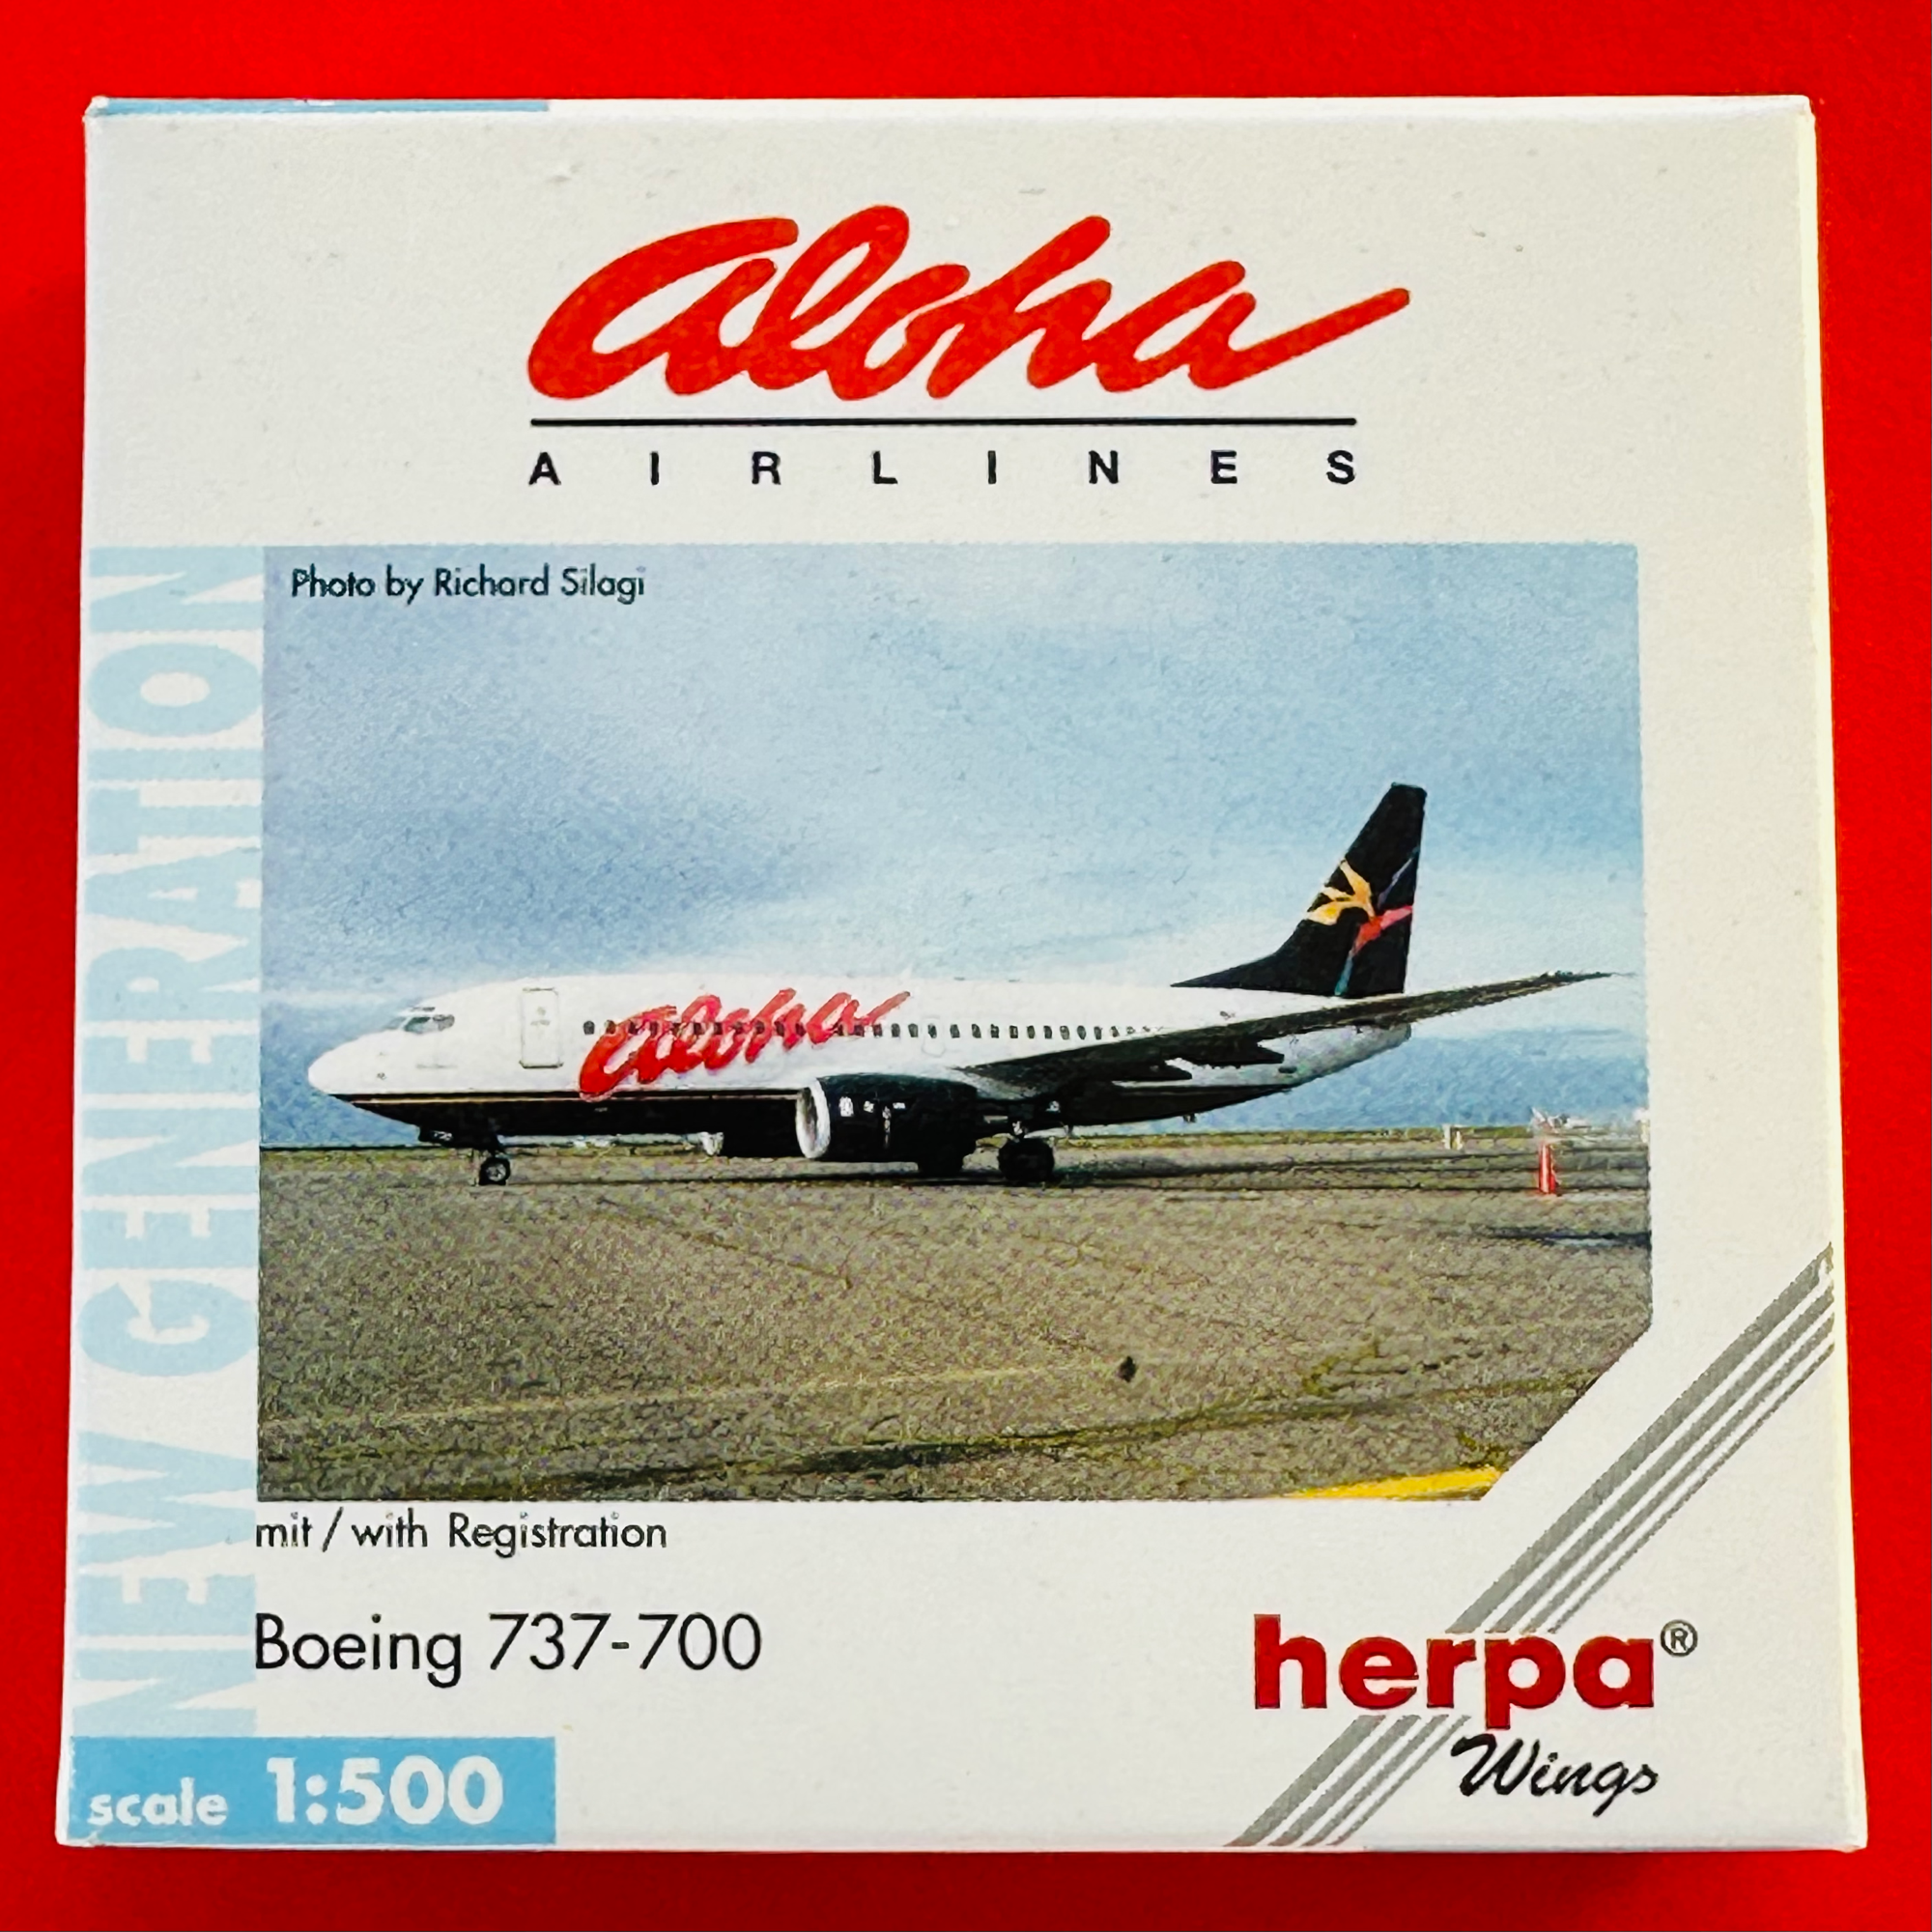 aloha
AIRLINES
Photo by Richard Silagi
aloha
NEW GENERATION
mit / with Registration
Boeing 737-700
herpa®
Wings
scale 1:500